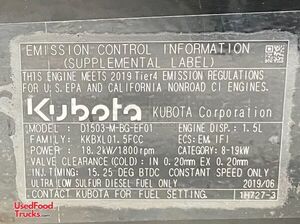 EMISSION CONTROL INFORMATION
(SUPPLEMENTAL LABEL)
THIS ENGINE MEETS 2019 Tier4 EMISSION REGULATIONS
FOR U.S. EPA AND CALIFORNIA NONROAD CI ENGINES.
Kubota KUBOTA Corporation
MODEL : D1503-M-BG-EF01 ENGINE DISP.: 1.5L
FAMILY: KKBXL01.5FCC ECS: EM, IFI
POWER : 18.2kW/1800rpm CATEGORY: 8-19kW
VALVE CLEARANCE (COLD): IN 0.20mm EX 0.20mm
TIMING: 15.25 DEG BTDC CONSTANT SPEED ONLY
ULTRA LOW SULFUR DIESEL FUEL ONLY 2019/06
CONTACT KUBOTA FOR FUEL SETTING. 1H727-3